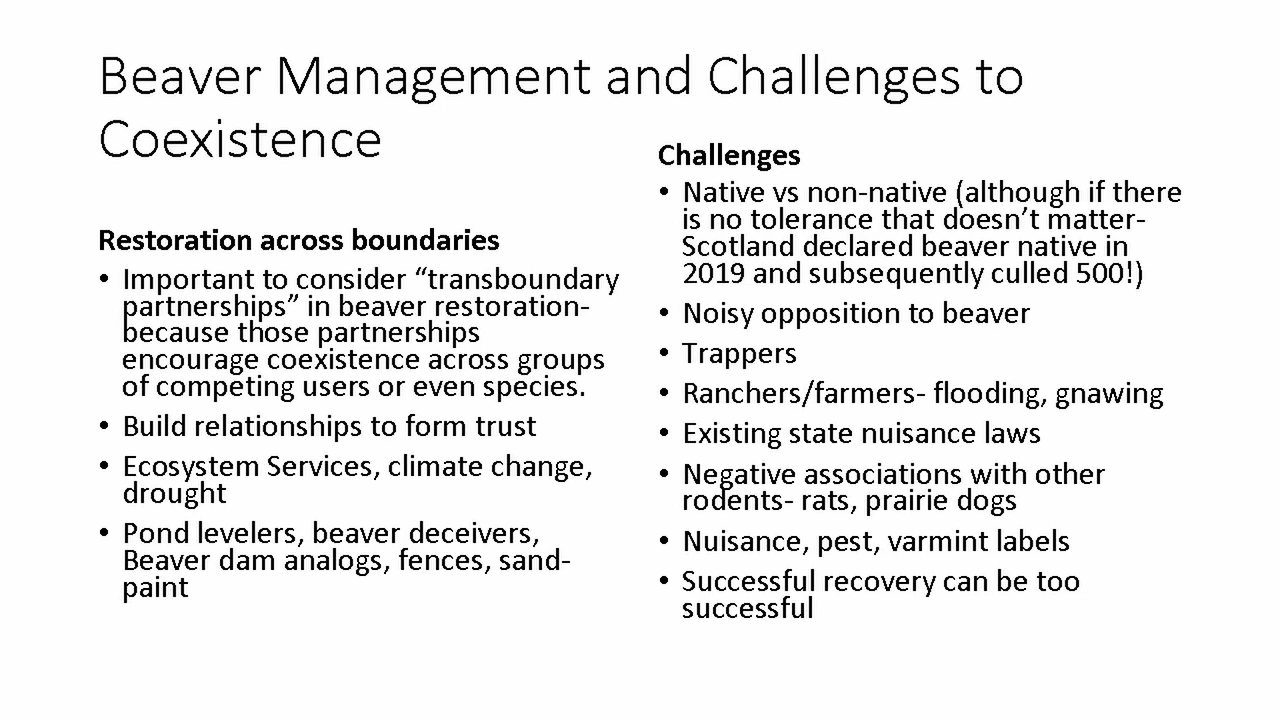 Beaver Management and Challenges to
Coexistence
Restoration across boundaries
• Important to consider “transboundary
partnerships” in beaver restoration-
because those partnerships
encourage coexistence across groups
of competing users or even species.
• Build relationships to form trust
• Ecosystem Services, climate change,
drought
• Pond levelers, beaver deceivers,
Beaver dam analogs, fences, sand-
paint
Challenges
• Native vs non-native (although if there
is no tolerance that doesn’t matter-
Scotland declared beaver native in
2019 and subsequently culled 500!)
• Noisy opposition to beaver
• Trappers
• Ranchers/farmers- flooding, gnawing
• Existing state nuisance laws
• Negative associations with other
rodents- rats, prairie dogs
• Nuisance, pest, varmint labels
• Successful recovery can be too
successful